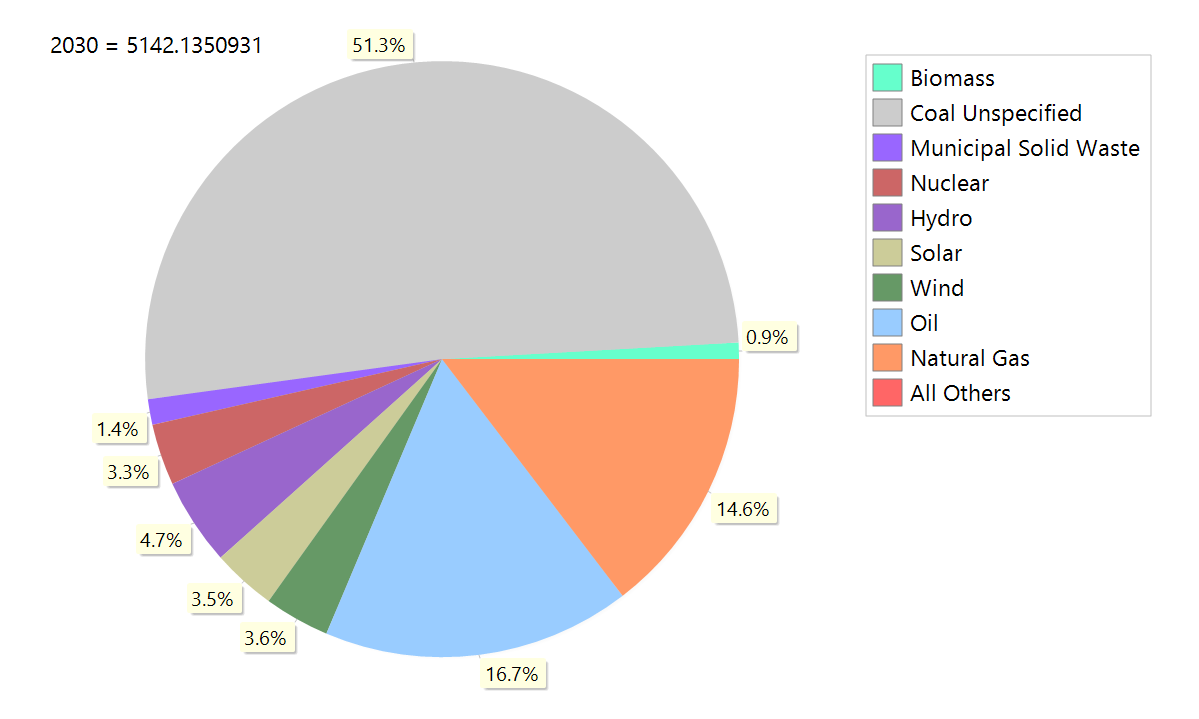 2030 = 5142.1350931
51.3%
0.9%
1.4%
3.3%
4.7%
3.5%
3.6%
16.7%
14.6%
Biomass
Coal Unspecified
Municipal Solid Waste
Nuclear
Hydro
Solar
Wind
Oil
Natural Gas
All Others